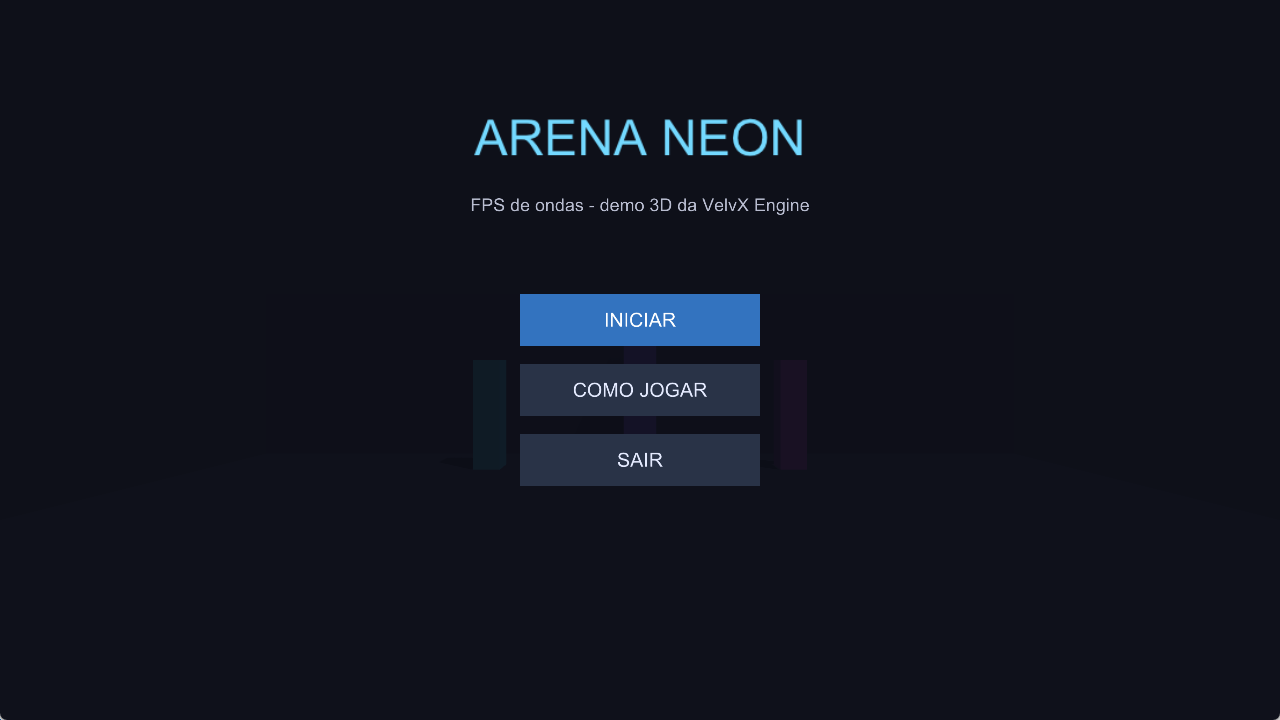 ARENA NEON
FPS de ondas - demo 3D da VelvX Engine
INICIAR
COMO JOGAR
SAIR